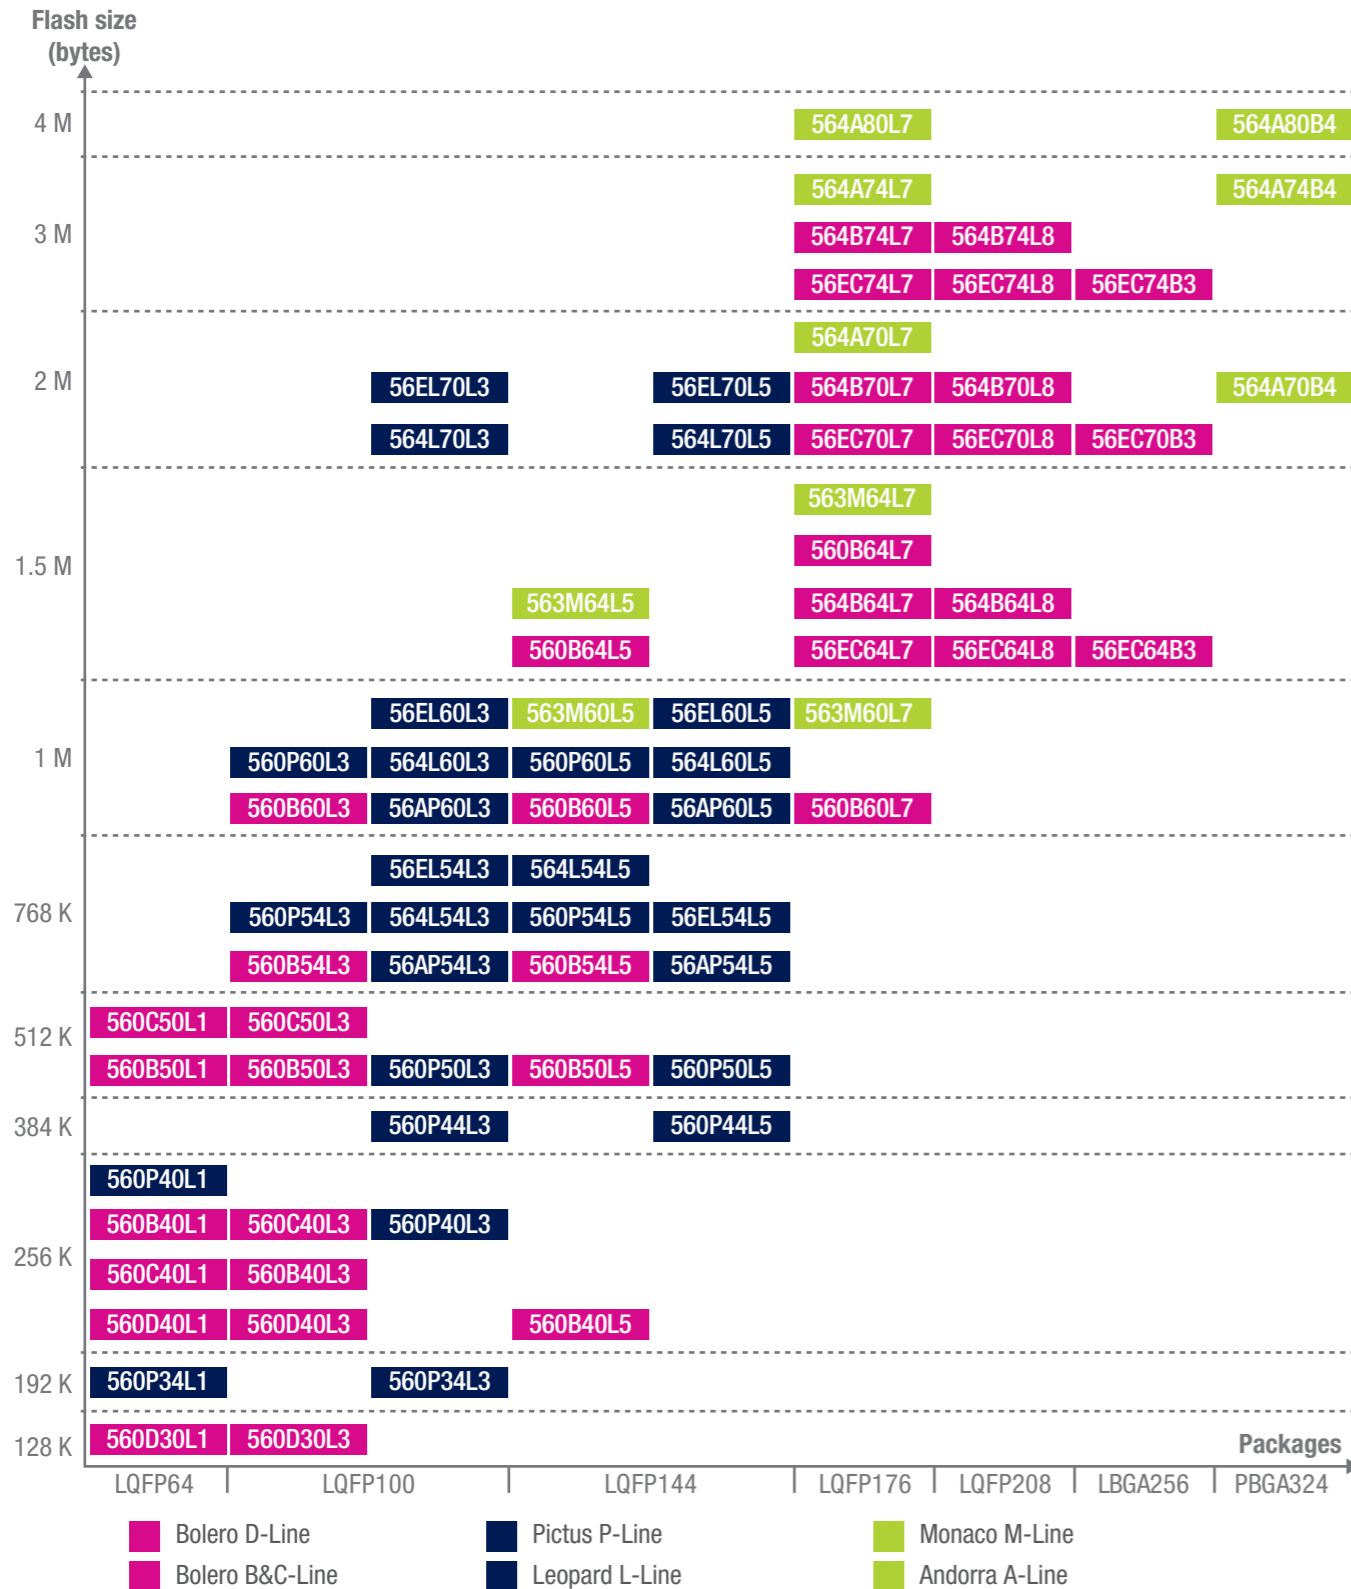 Flash size
(bytes)
4 M
564A80L7 564A80B4
564A74L7 564A74B4
3 M
564B74L7 564B74L8
56EC74L7 56EC74L8 56EC74B3
564A70L7
2 M
56EL70L3 56EL70L5 564B70L7 564B70L8 564A70B4
564L70L3 564L70L5 56EC70L7 56EC70L8 56EC70B3
563M64L7
560B64L7
1.5 M
563M64L5 564B64L7 564B64L8
560B64L5 56EC64L7 56EC64L8 56EC64B3
56EL60L3 563M60L5 56EL60L5 563M60L7
1 M
560P60L3 564L60L3 560P60L5 564L60L5
560B60L3 56AP60L3 560B60L5 56AP60L5 560B60L7
56EL54L3 564L54L5
768 K
560P54L3 564L54L3 560P54L5 56EL54L5
560B54L3 56AP54L3 560B54L5 56AP54L5
560C50L1 560C50L3
512 K
560B50L1 560B50L3 560P50L3 560B50L5 560P50L5
384 K
560P44L3 560P44L5
560P40L1
560B40L1 560C40L3 560P40L3
256 K
560C40L1 560B40L3
560D40L1 560D40L3 560B40L5
192 K
560P34L1 560P34L3
128 K
560D30L1 560D30L3
Packages
LQFP64 LQFP100 LQFP144 LQFP176 LQFP208 LBGA256 PBGA324
Bolero D-Line Pictus P-Line Monaco M-Line
Bolero B&C-Line Leopard L-Line Andorra A-Line